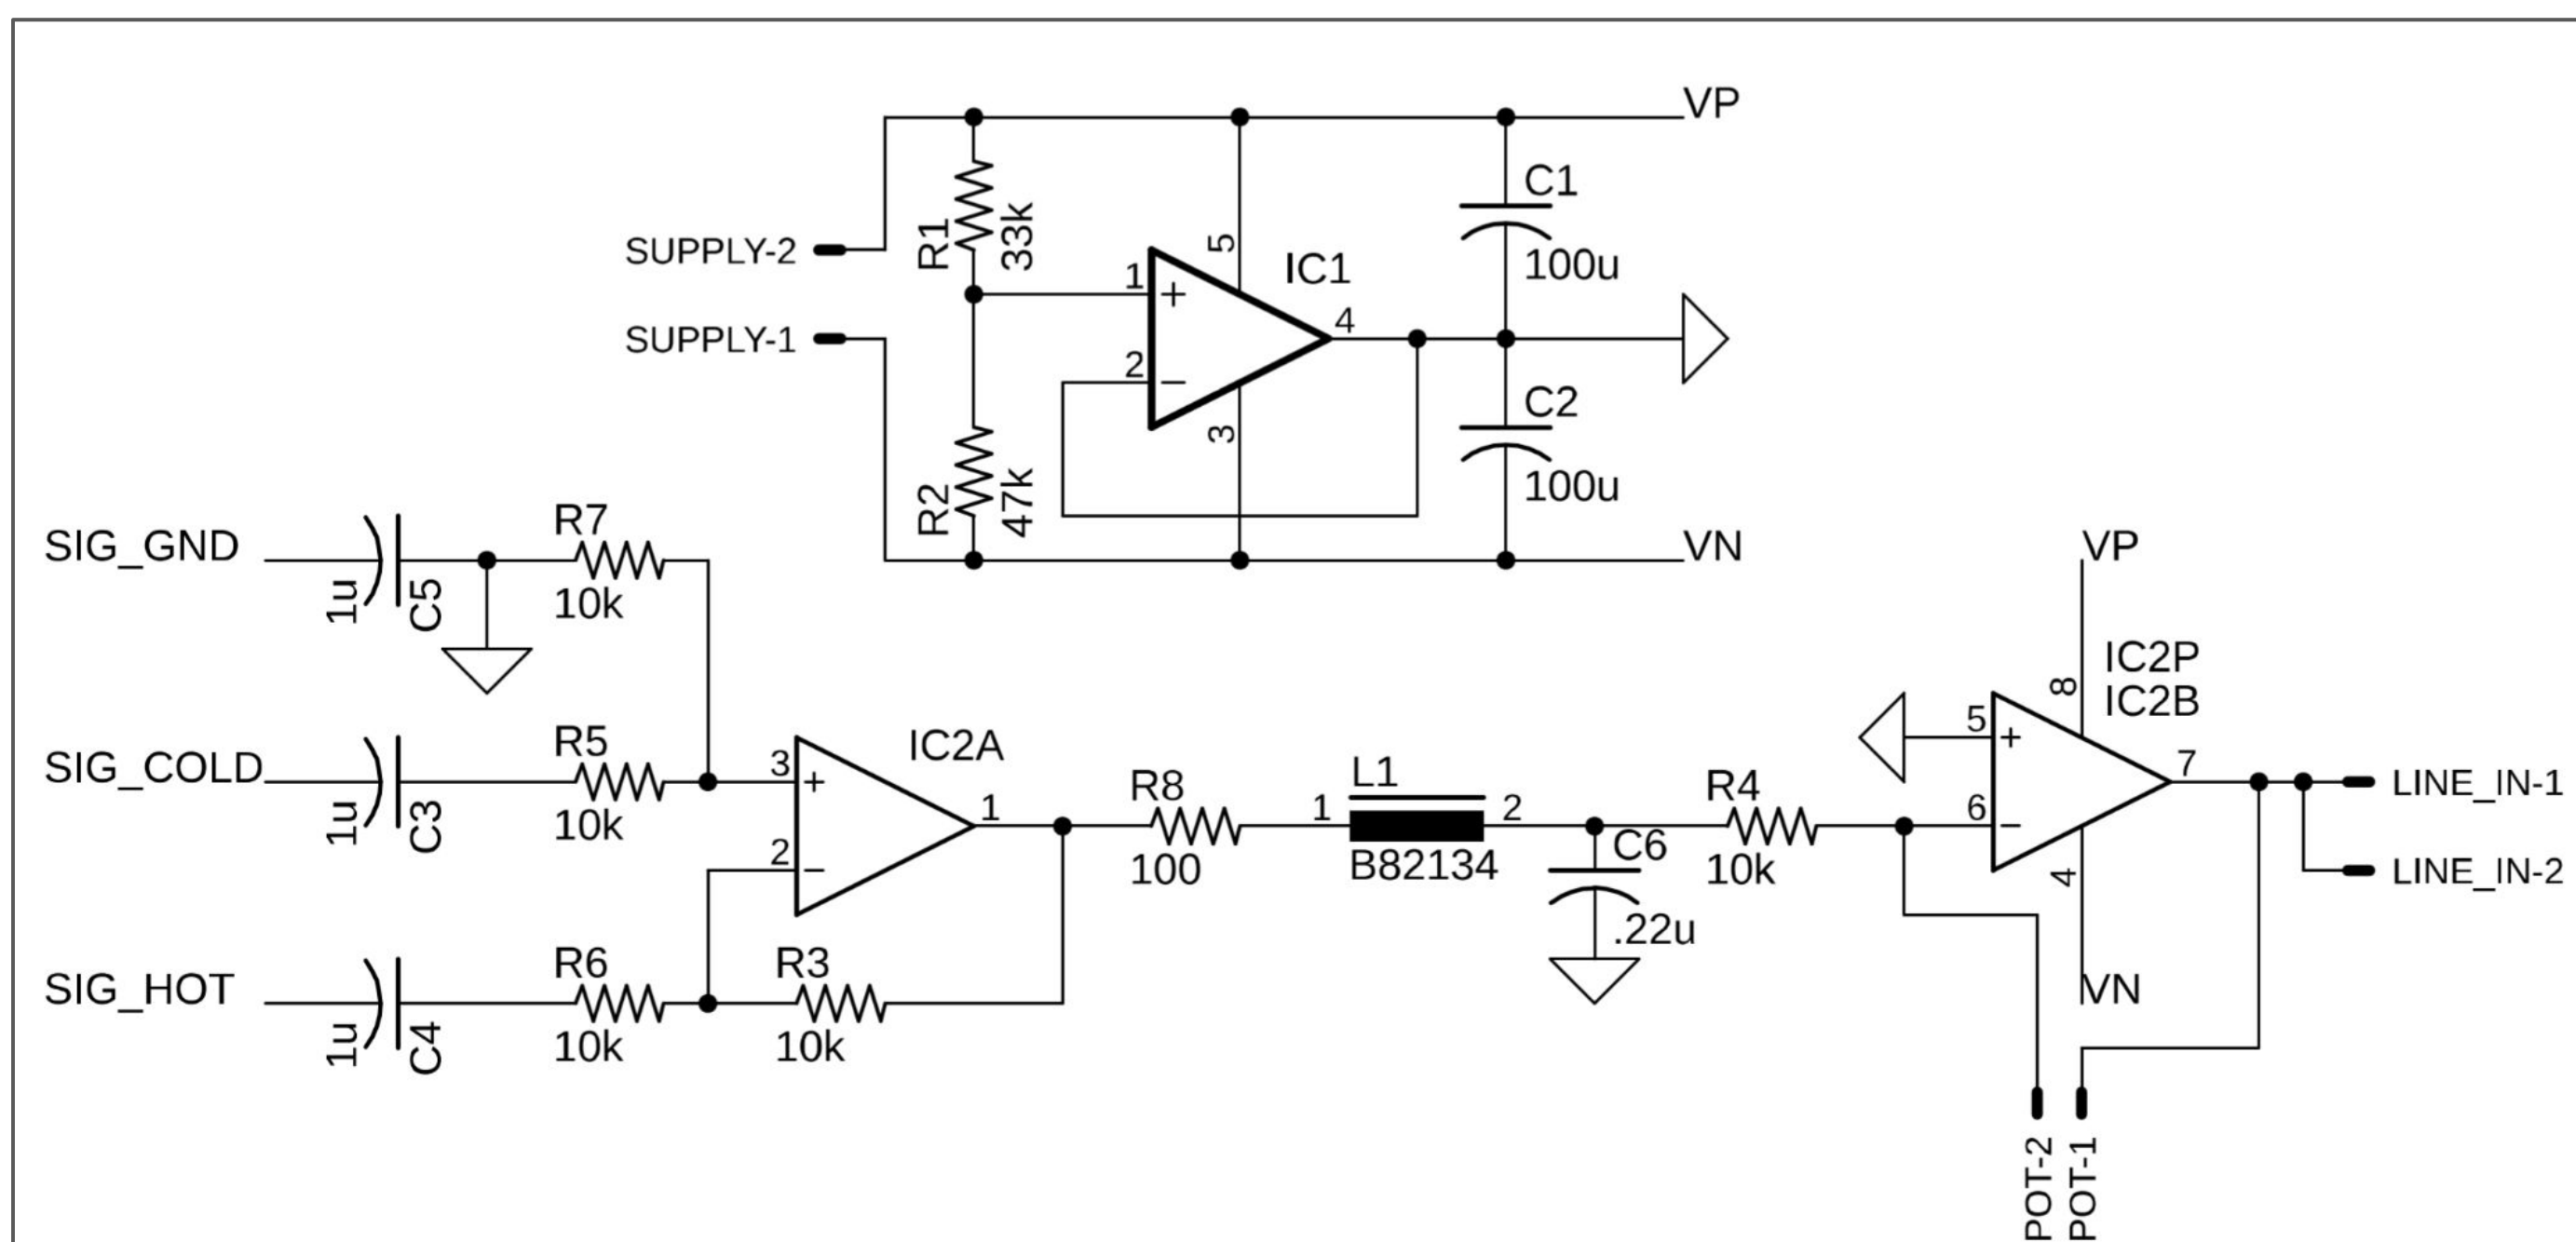 VP
C1
100u
SUPPLY-2
R1
33k
5
IC1
1
+
4
SUPPLY-1
2
−
3
C2
100u
R2
47k
VN
SIG_GND
1u
C5
R7
10k
SIG_COLD
1u
C3
R5
10k
IC2A
3
+
1
2
−
SIG_HOT
1u
C4
R6
10k
R3
10k
R8
100
1
L1
2
B82134
C6
.22u
R4
10k
VP
8
IC2P
IC2B
5
+
7
6
−
4
VN
LINE_IN-1
LINE_IN-2
POT-2
POT-1